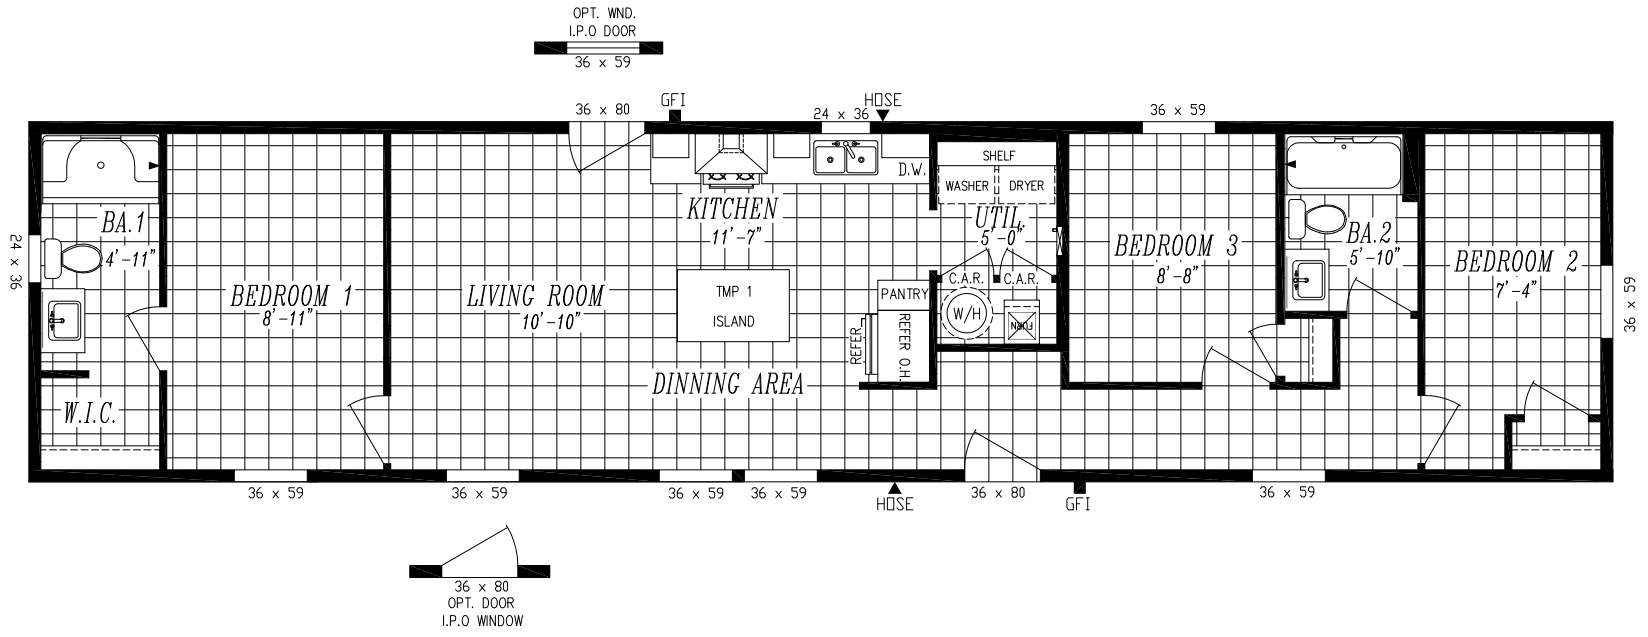 OPT. WND.
I.P.O DOOR
36 x 59
36 x 80
GFI
24 x 36
HOSE
36 x 59
SHELF
WASHER
DRYER
D.W.
BA.1
4'-11"
KITCHEN
11'-7"
UTIL.
5'-0"
BEDROOM 3
8'-8"
BA.2
5'-10"
BEDROOM 2
7'-4"
24 x 36
BEDROOM 1
8'-11"
LIVING ROOM
10'-10"
TMP 1
ISLAND
PANTRY
C.A.R.
C.A.R.
W/H
FURN
REFER
REFER O.H.
36 x 59
DINNING AREA
W.I.C.
36 x 59
36 x 59
36 x 59
36 x 59
HOSE
36 x 80
GFI
36 x 59
36 x 80
OPT. DOOR
I.P.O WINDOW